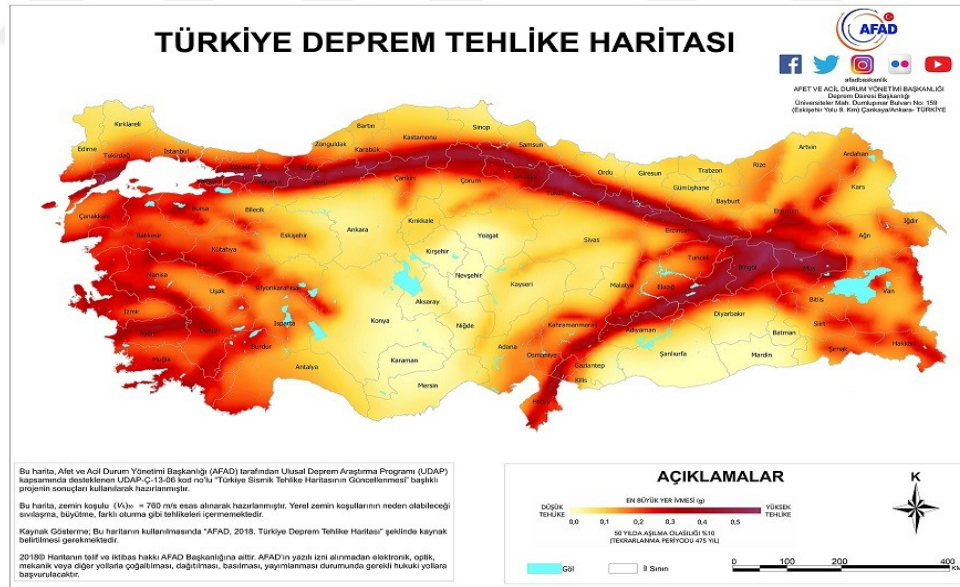 TÜRKİYE DEPREM TEHLİKE HARİTASI
AFAD
afadbaskanlik
AFET VE ACİL DURUM YÖNETİMİ BAŞKANLIĞI
Deprem Dairesi Başkanlığı
Üniversiteler Mah. Dumlupınar Bulvarı No: 159
(Eskişehir Yolu 9. Km) Çankaya/Ankara- TÜRKİYE
Kırklareli
Edirne
Tekirdağ
İstanbul
Zonguldak
Bartın
Karabük
Kastamonu
Sinop
Samsun
Ordu
Giresun
Trabzon
Rize
Artvin
Ardahan
Kars
Gümüşhane
Bayburt
Iğdır
Çanakkale
Bursa
Bilecik
Balıkesir
Kütahya
Eskişehir
Ankara
Çankırı
Çorum
Kırıkkale
Yozgat
Kırşehir
Sivas
Erzincan
Erzurum
Ağrı
Manisa
Uşak
Afyonkarahisar
Nevşehir
Kayseri
Malatya
Tunceli
Elazığ
Bingöl
Muş
Bitlis
Van
İzmir
Aydın
Denizli
Isparta
Burdur
Muğla
Antalya
Konya
Aksaray
Niğde
Karaman
Mersin
Adana
Osmaniye
Kahramanmaraş
Adıyaman
Gaziantep
Kilis
Hatay
Şanlıurfa
Diyarbakır
Batman
Mardin
Siirt
Şırnak
Hakkari
Bu harita, Afet ve Acil Durum Yönetimi Başkanlığı (AFAD) tarafından Ulusal Deprem Araştırma Programı (UDAP)
kapsamında desteklenen UDAP-Ç-13-06 kod no'lu "Türkiye Sismik Tehlike Haritasının Güncellenmesi" başlıklı
projenin sonuçları kullanılarak hazırlanmıştır.
Bu harita, zemin koşulu (Vₛ)₃₀ = 760 m/s esas alınarak hazırlanmıştır. Yerel zemin koşullarının neden olabileceği
sıvılaşma, büyütme, farklı oturma gibi tehlikeleri içermemektedir.
Kaynak Gösterme; Bu haritanın kullanılmasında "AFAD, 2018. Türkiye Deprem Tehlike Haritası" şeklinde kaynak
belirtilmesi gerekmektedir.
2018© Haritanın telif ve iktibas hakkı AFAD Başkanlığına aittir. AFAD'ın yazılı izni alınmadan elektronik, optik,
mekanik veya diğer yollarla çoğaltılması, dağıtılması, basılması, yayımlanması durumunda gerekli hukuki yollara
başvurulacaktır.
AÇIKLAMALAR
EN BÜYÜK YER İVMESİ (g)
DÜŞÜK TEHLİKE
YÜKSEK TEHLİKE
0,0 0,1 0,2 0,3 0,4 0,5
50 YILDA AŞILMA OLASILIĞI %10
(TEKRARLANMA PERİYODU 475 YIL)
Göl
İl Sınırı
K
0 100 200 400
KM